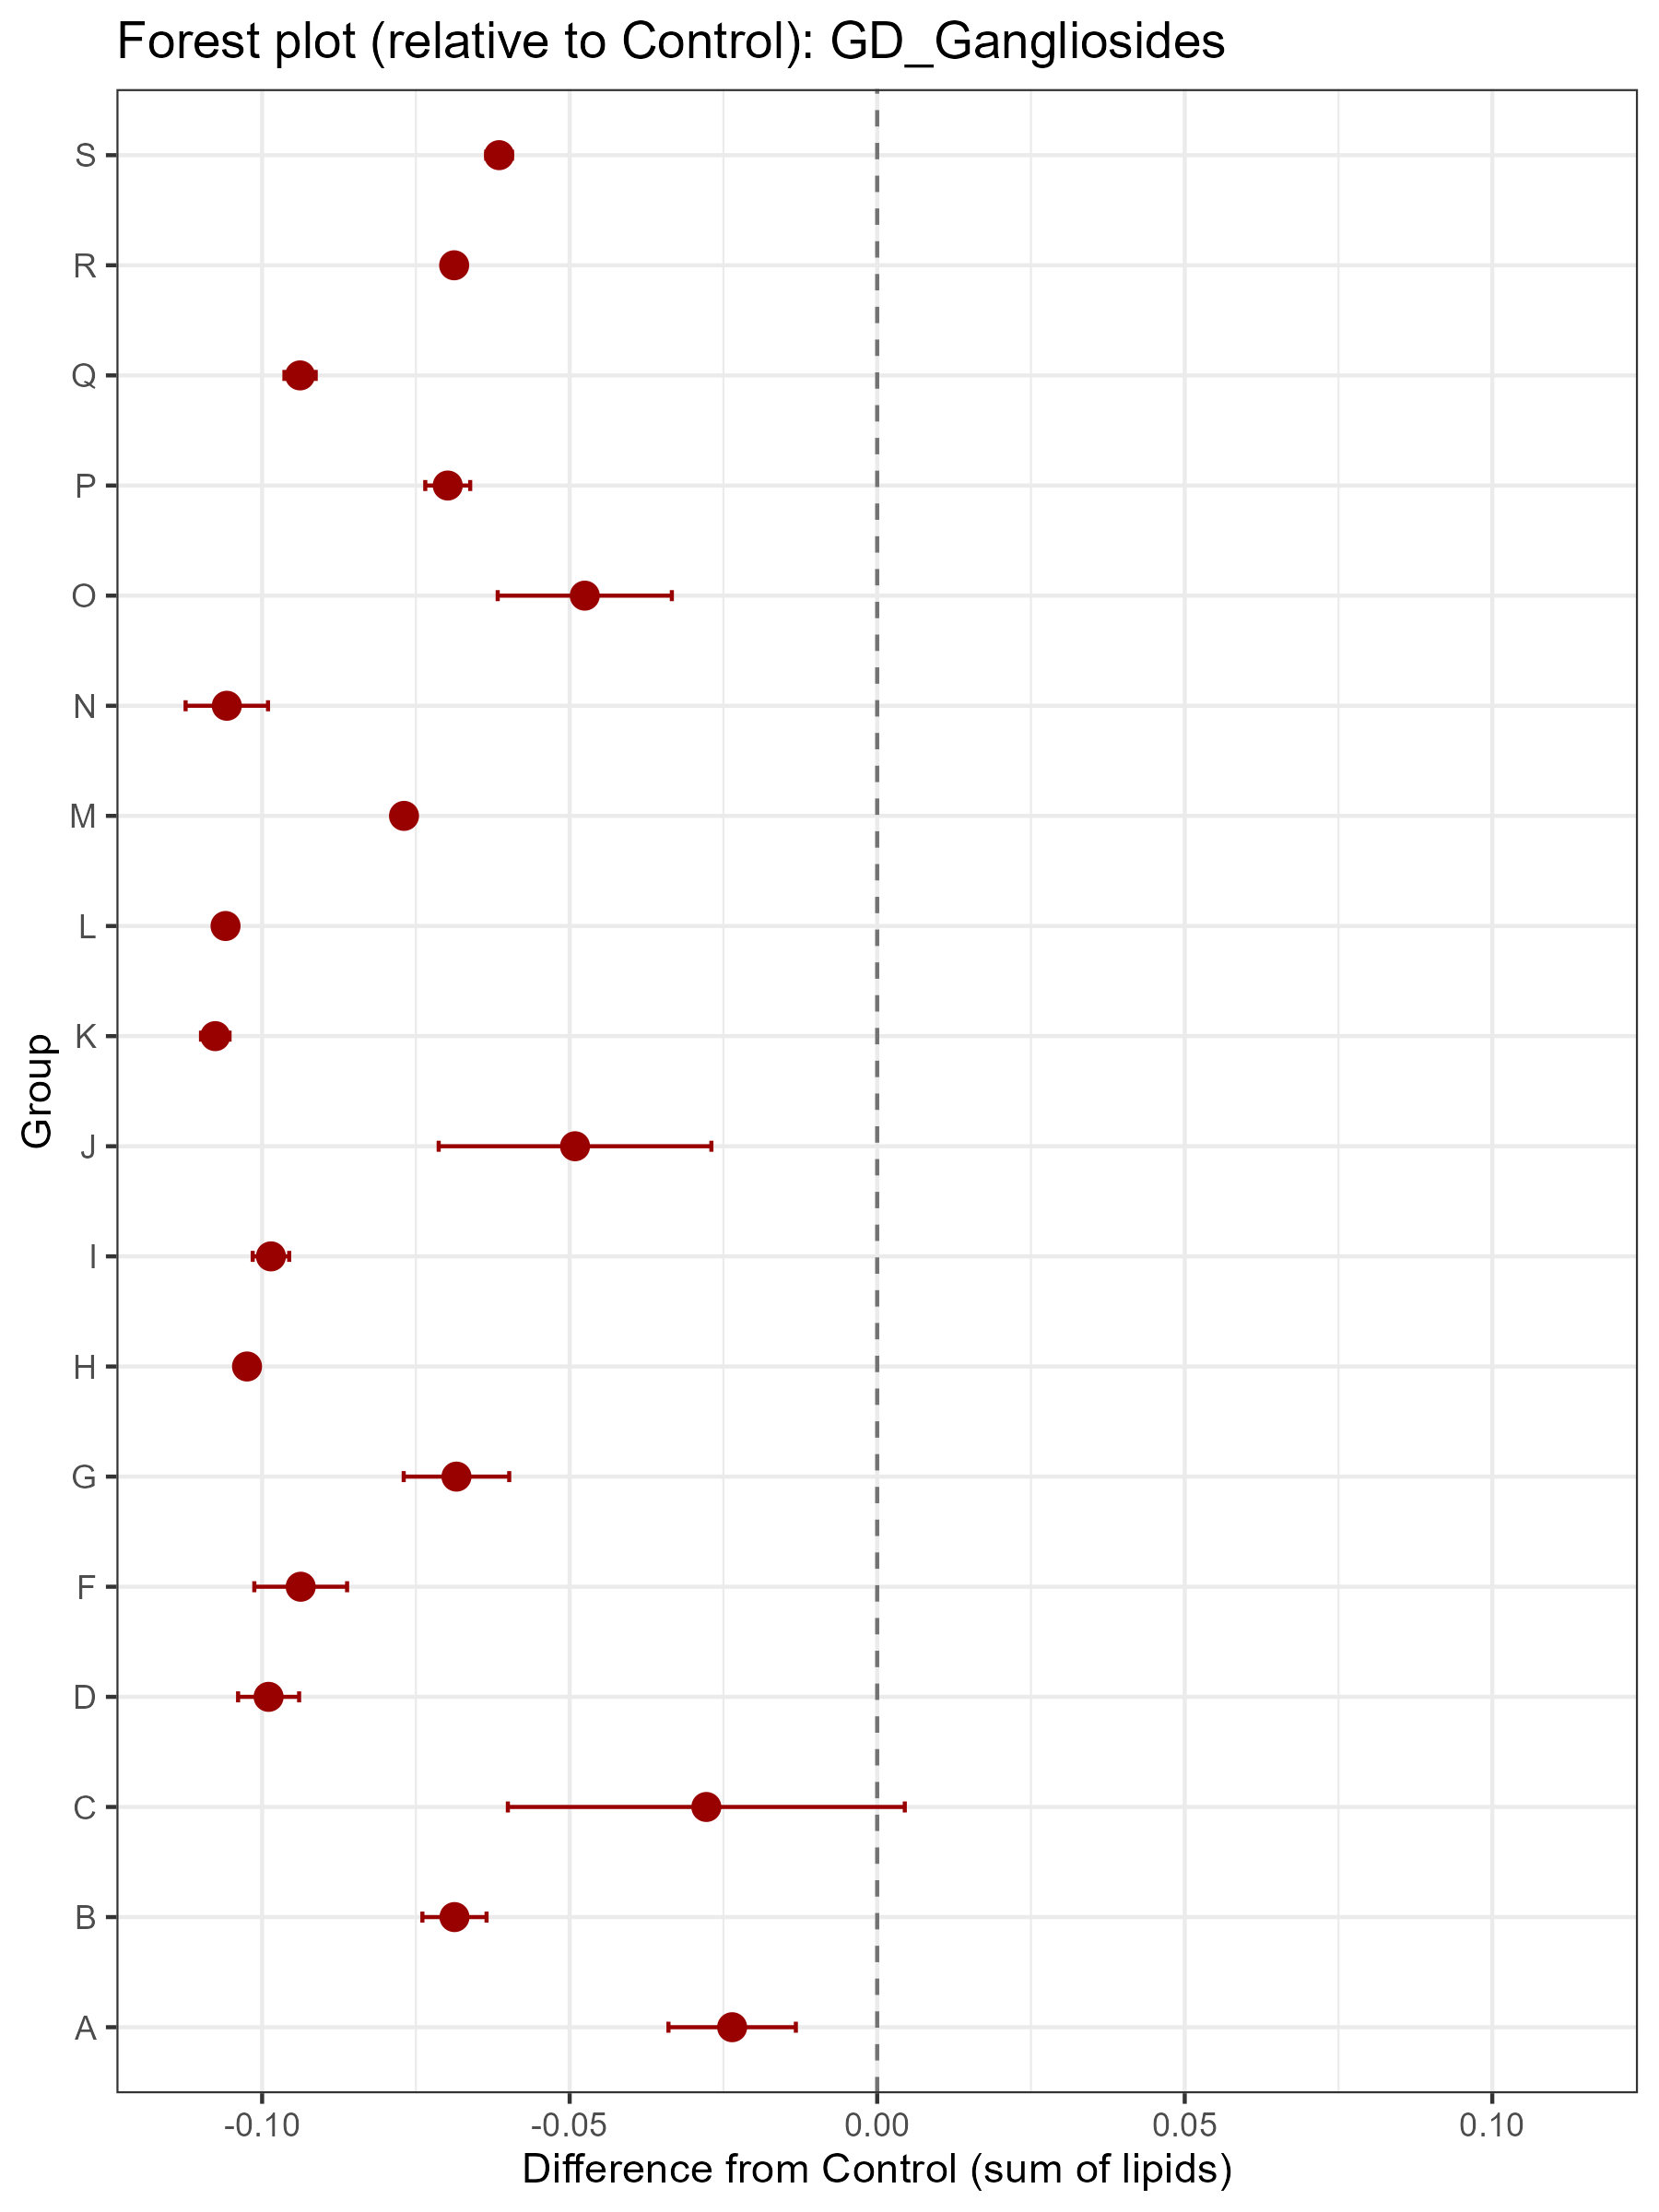 Forest plot (relative to Control): GD_Gangliosides
S
R
Q
P
O
N
M
L
K
J
I
H
G
F
D
C
B
A
Group
-0.10
-0.05
0.00
0.05
0.10
Difference from Control (sum of lipids)